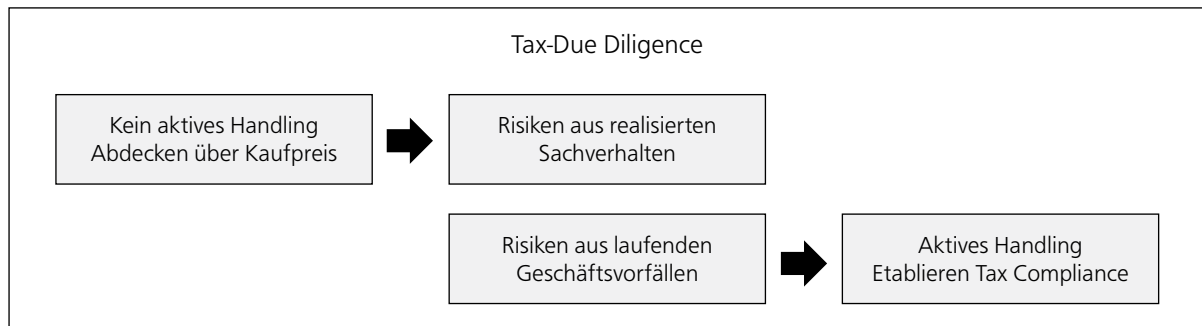 Tax-Due Diligence
Kein aktives Handling
Abdecken über Kaufpreis
Risiken aus realisierten
Sachverhalten
Risiken aus laufenden
Geschäftsvorfällen
Aktives Handling
Etablieren Tax Compliance